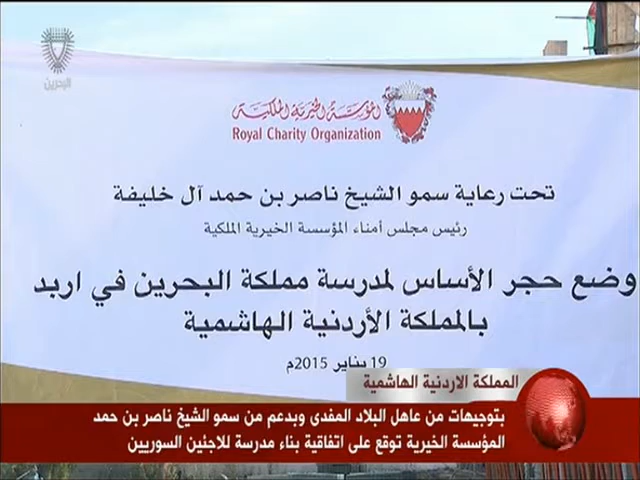 البحرين
المؤسسة الخيرية الملكية
Royal Charity Organization
تحت رعاية سمو الشيخ ناصر بن حمد آل خليفة
رئيس مجلس أمناء المؤسسة الخيرية الملكية
وضع حجر الأساس لمدرسة مملكة البحرين في اربد
بالمملكة الأردنية الهاشمية
19 يناير 2015م
المملكة الاردنية الهاشمية
بتوجيهات من عاهل البلاد المفدى وبدعم من سمو الشيخ ناصر بن حمد
المؤسسة الخيرية توقع على اتفاقية بناء مدرسة للاجئين السوريين